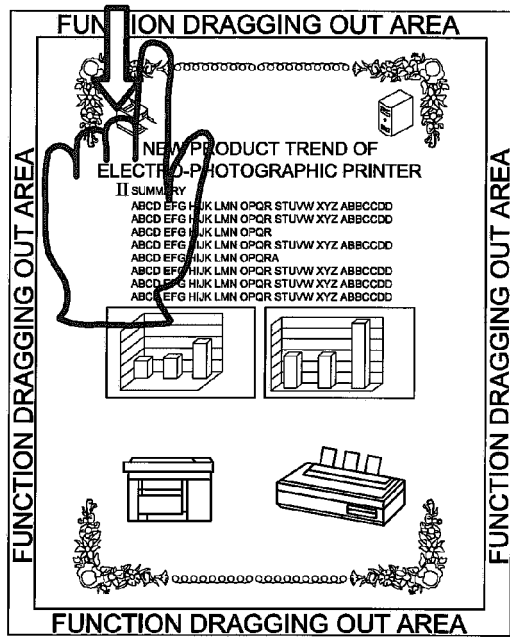 FUNCTION DRAGGING OUT AREA
FUNCTION DRAGGING OUT AREA
FUNCTION DRAGGING OUT AREA
NEW PRODUCT TREND OF
ELECTRO-PHOTOGRAPHIC PRINTER
II SUMMARY
ABCD EFG HIJK LMN OPQR STUVW XYZ ABBCCDD
ABCD EFG HIJK LMN OPQR STUVW XYZ ABBCCDD
ABCD EFG HIJK LMN OPQR
ABCD EFG HIJK LMN OPQR STUVW XYZ ABBCCDD
ABCD EFG HIJK LMN OPQRA
ABCD EFG HIJK LMN OPQR STUVW XYZ ABBCCDD
ABCD EFG HIJK LMN OPQR STUVW XYZ ABBCCDD
ABCD EFG HIJK LMN OPQR STUVW XYZ ABBCCDD
FUNCTION DRAGGING OUT AREA